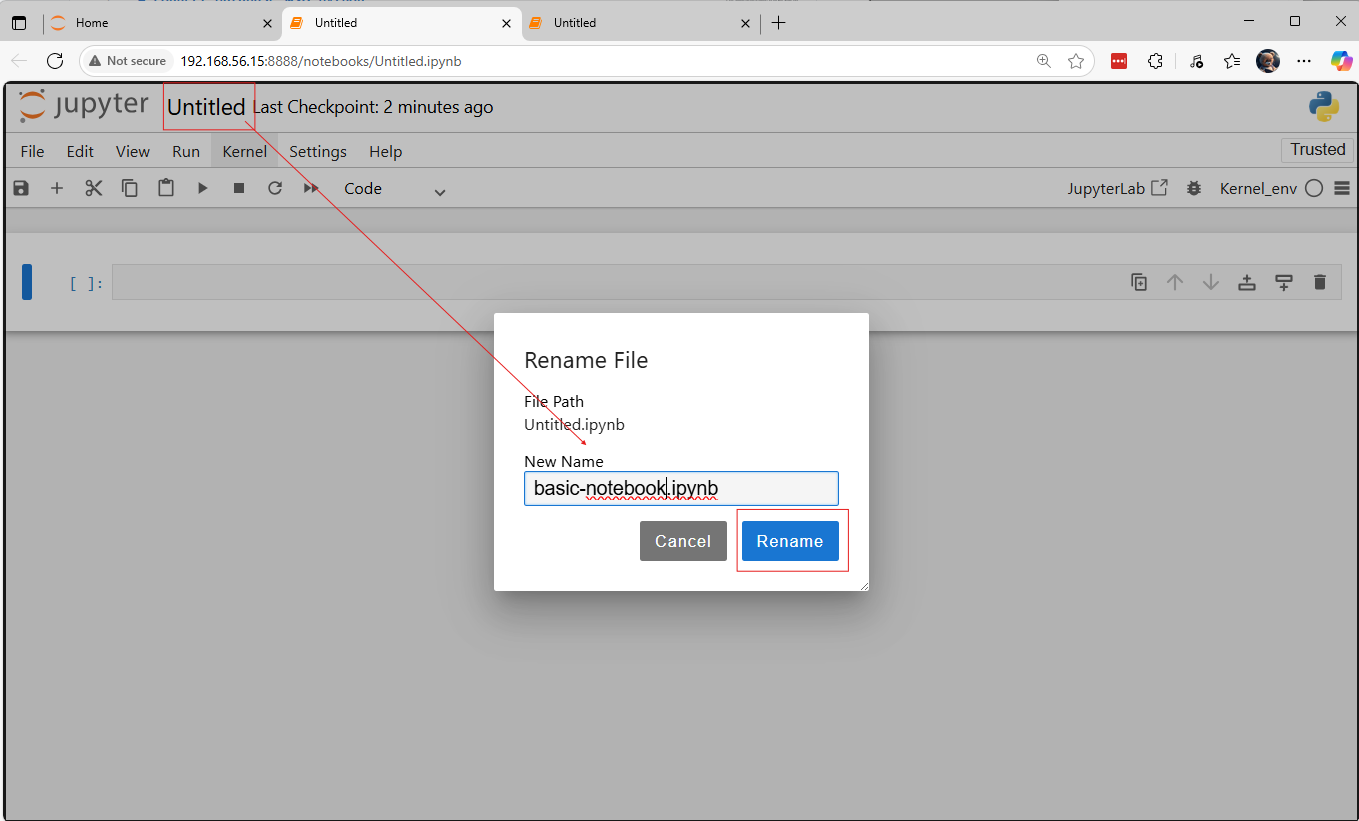 Home
Untitled
Untitled
Not secure
192.168.56.15:8888/notebooks/Untitled.ipynb
jupyter
Untitled
Last Checkpoint: 2 minutes ago
File Edit View Run Kernel Settings Help
Trusted
Code
JupyterLab
Kernel_env
[ ]:
Rename File
File Path
Untitled.ipynb
New Name
basic-notebook.ipynb
Cancel
Rename